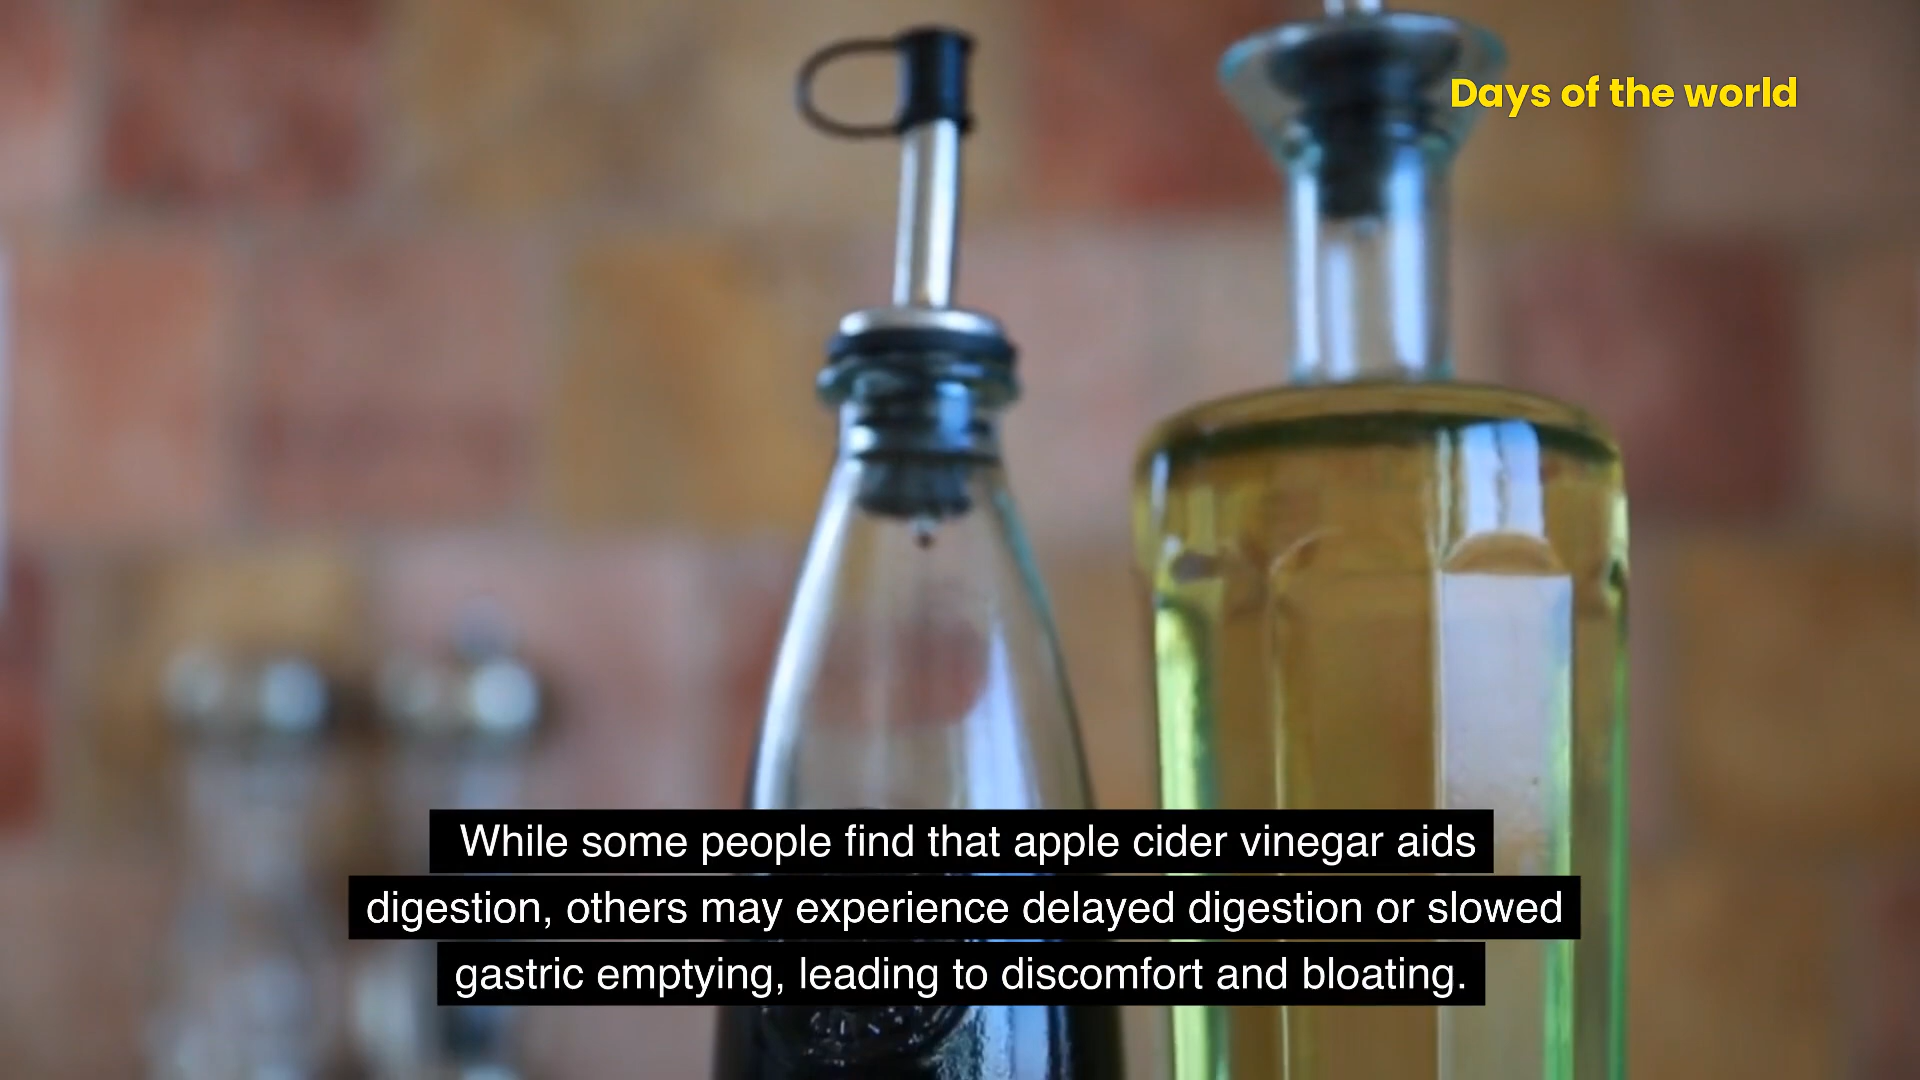 Days of the world
While some people find that apple cider vinegar aids
digestion, others may experience delayed digestion or slowed
gastric emptying, leading to discomfort and bloating.